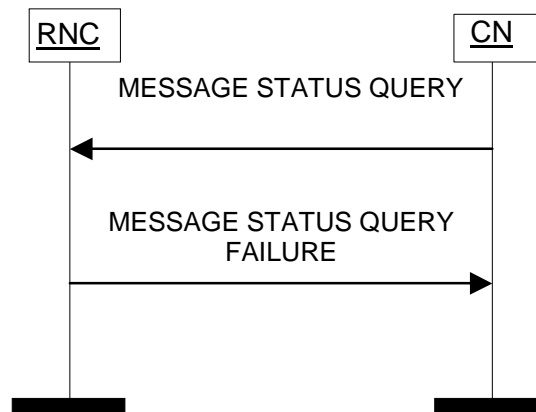 RNC
CN
MESSAGE STATUS QUERY
MESSAGE STATUS QUERY
FAILURE